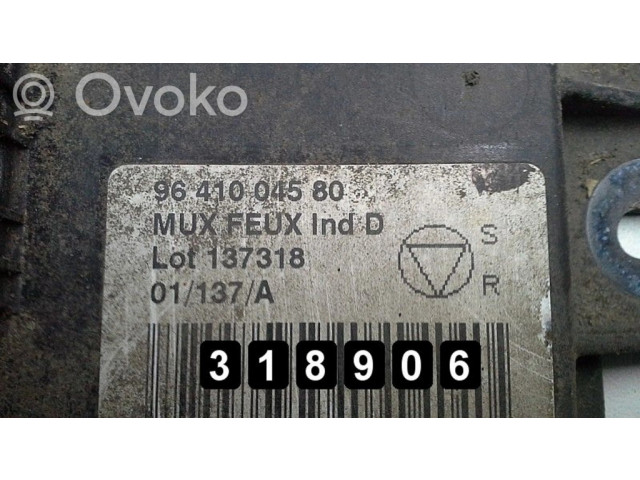 Ovoko
96 410 045 80
MUX FEUX Ind D
Lot 137318
01/137/A
S
R
318906